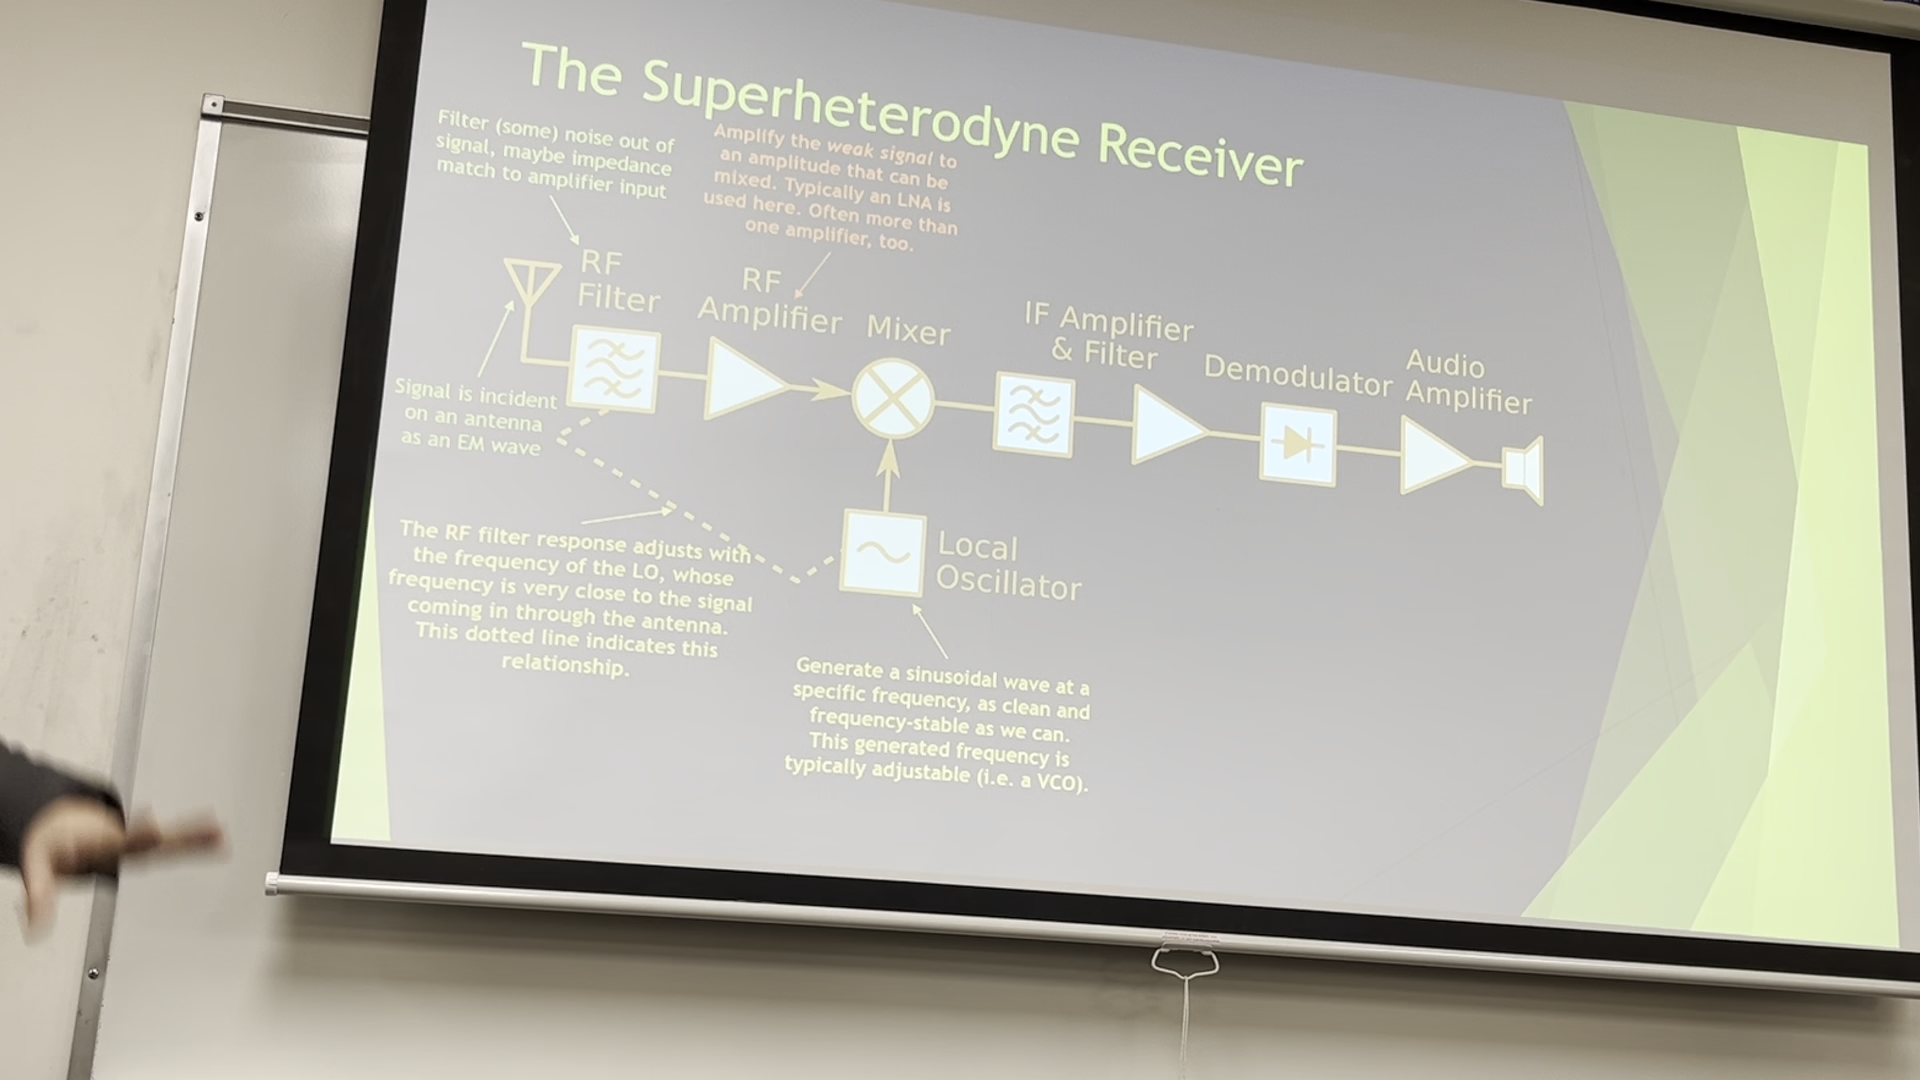 The Superheterodyne Receiver
Filter (some) noise out of
signal, maybe impedance
match to amplifier input
Amplify the weak signal to
an amplitude that can be
mixed. Typically an LNA is
used here. Often more than
one amplifier, too.
RF
Filter
RF
Amplifier
Mixer
IF Amplifier
& Filter
Demodulator
Audio
Amplifier
Signal is incident
on an antenna
as an EM wave
The RF filter response adjusts with
the frequency of the LO, whose
frequency is very close to the signal
coming in through the antenna.
This dotted line indicates this
relationship.
Local
Oscillator
Generate a sinusoidal wave at a
specific frequency, as clean and
frequency-stable as we can.
This generated frequency is
typically adjustable (i.e. a VCO).